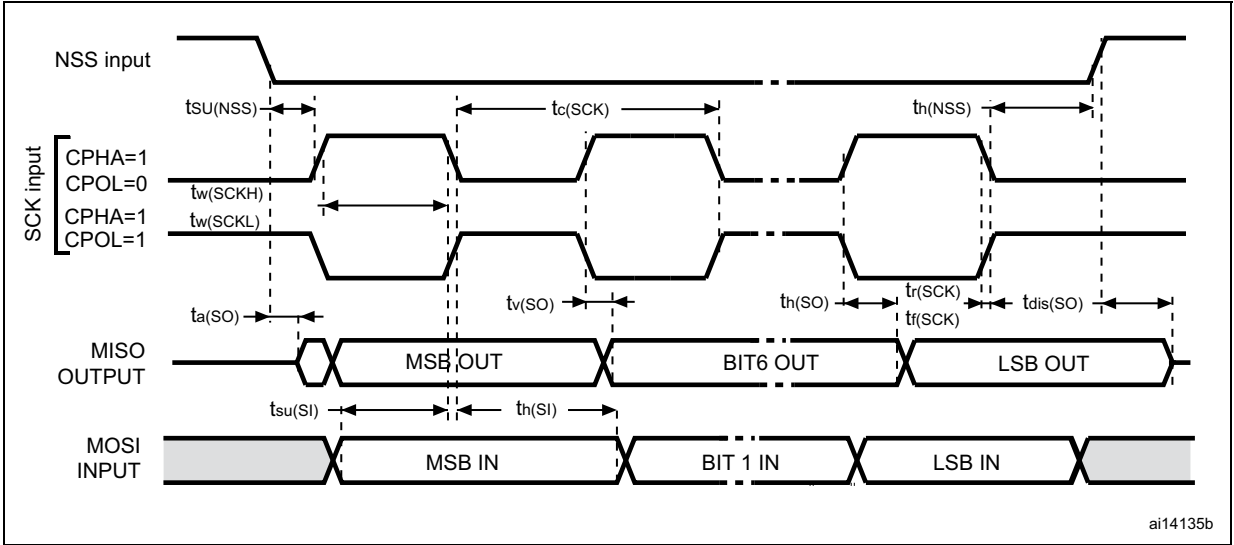 NSS input
tSU(NSS)
tc(SCK)
th(NSS)
SCK input
CPHA=1
CPOL=0
tw(SCKH)
CPHA=1
tw(SCKL)
CPOL=1
ta(SO)
tv(SO)
th(SO)
tr(SCK)
tf(SCK)
tdis(SO)
MISO
OUTPUT
MSB OUT
BIT6 OUT
LSB OUT
tsu(SI)
th(SI)
MOSI
INPUT
MSB IN
BIT 1 IN
LSB IN
ai14135b